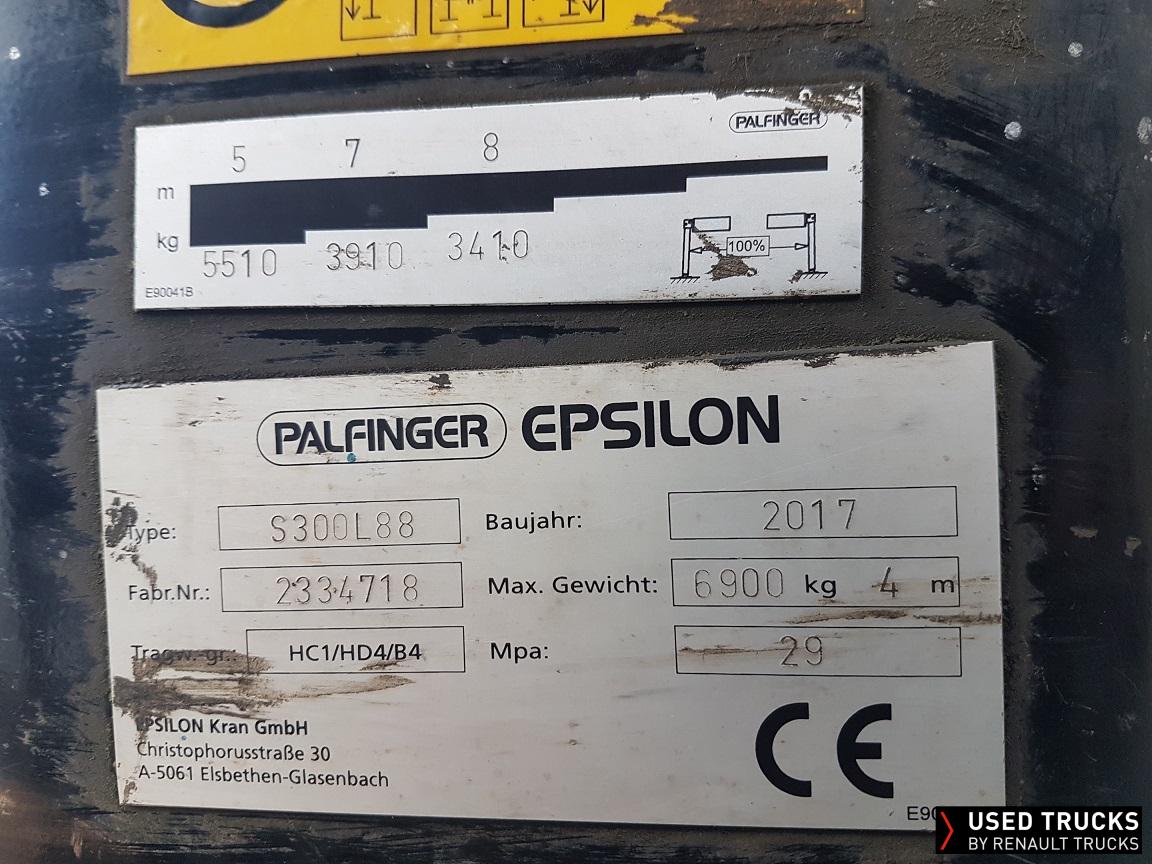 PALFINGER
m 5 7 8
kg 5510 3910 3410
100%
E90041B
PALFINGER EPSILON
Type: S300L88 Baujahr: 2017
Fabr.Nr.: 2334718 Max. Gewicht: 6900 kg 4 m
Tragw.-gr.: HC1/HD4/B4 Mpa: 29
EPSILON Kran GmbH
Christophorusstraße 30
A-5061 Elsbethen-Glasenbach
CE
USED TRUCKS
BY RENAULT TRUCKS